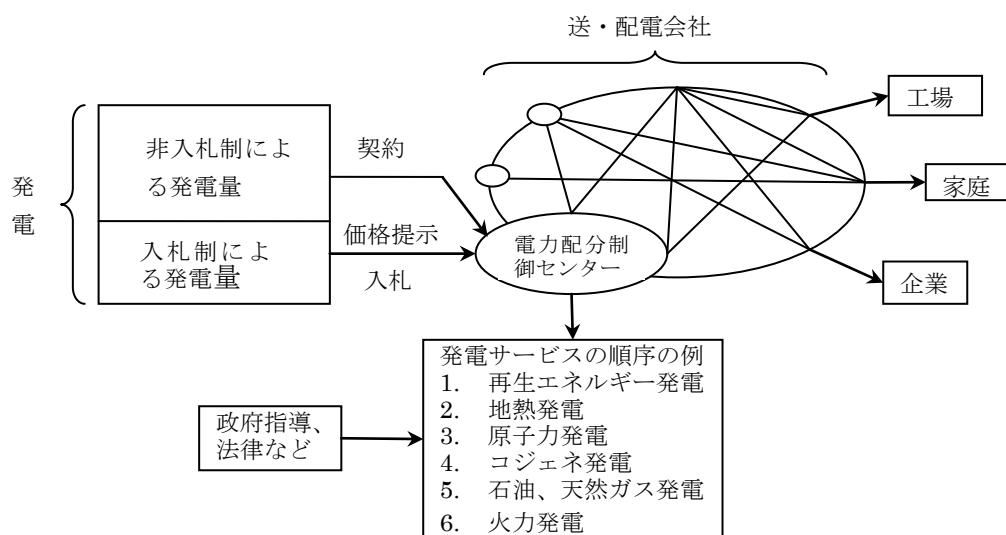 送・配電会社
工場
非入札制によ
る発電量
契約
発
電
家庭
入札制によ
る発電量
価格提示
入札
電力配分制
御センター
企業
発電サービスの順序の例
1. 再生エネルギー発電
2. 地熱発電
3. 原子力発電
4. コジェネ発電
5. 石油、天然ガス発電
6. 火力発電
政府指導、
法律など